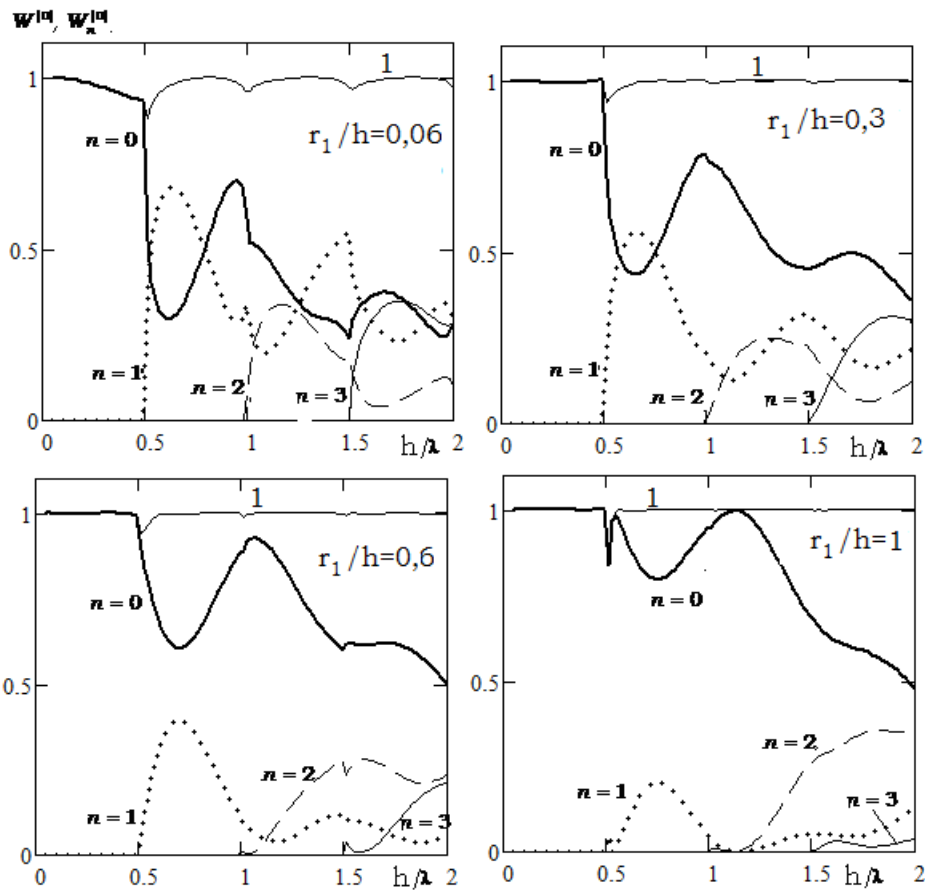 W^{|0|}, W_n^{|0|}
1
1
n = 0
r₁/h=0,06
0.5
n = 1
n = 2
n = 3
0
0 0.5 1 1.5 2
h/λ
1
1
n = 0
r₁/h=0,3
0.5
n = 1
n = 2
n = 3
0
0 0.5 1 1.5 2
h/λ
1
1
r₁/h=0,6
n = 0
0.5
n = 2
n = 1
n = 3
0
0 0.5 1 1.5 2
h/λ
1
1
r₁/h=1
n = 0
0.5
n = 2
n = 1
n = 3
0
0 0.5 1 1.5 2
h/λ